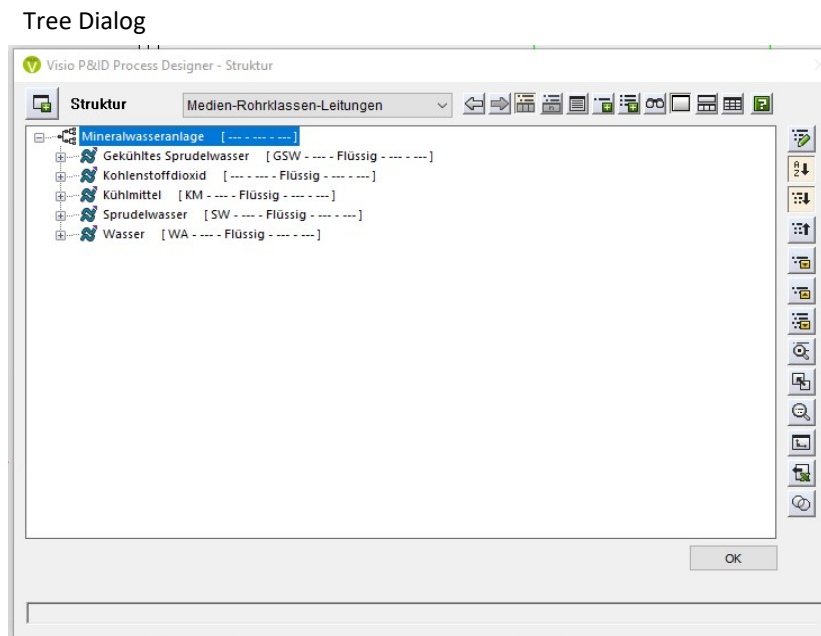 Tree Dialog
Visio P&ID Process Designer - Struktur
Struktur Medien-Rohrklassen-Leitungen
Mineralwasseranlage [ --- - --- - --- ]
Gekühltes Sprudelwasser [ GSW - --- - Flüssig - --- - --- ]
Kohlenstoffdioxid [ --- - --- - Flüssig - --- - --- ]
Kühlmittel [ KM - --- - Flüssig - --- - --- ]
Sprudelwasser [ SW - --- - Flüssig - --- - --- ]
Wasser [ WA - --- - Flüssig - --- - --- ]
OK